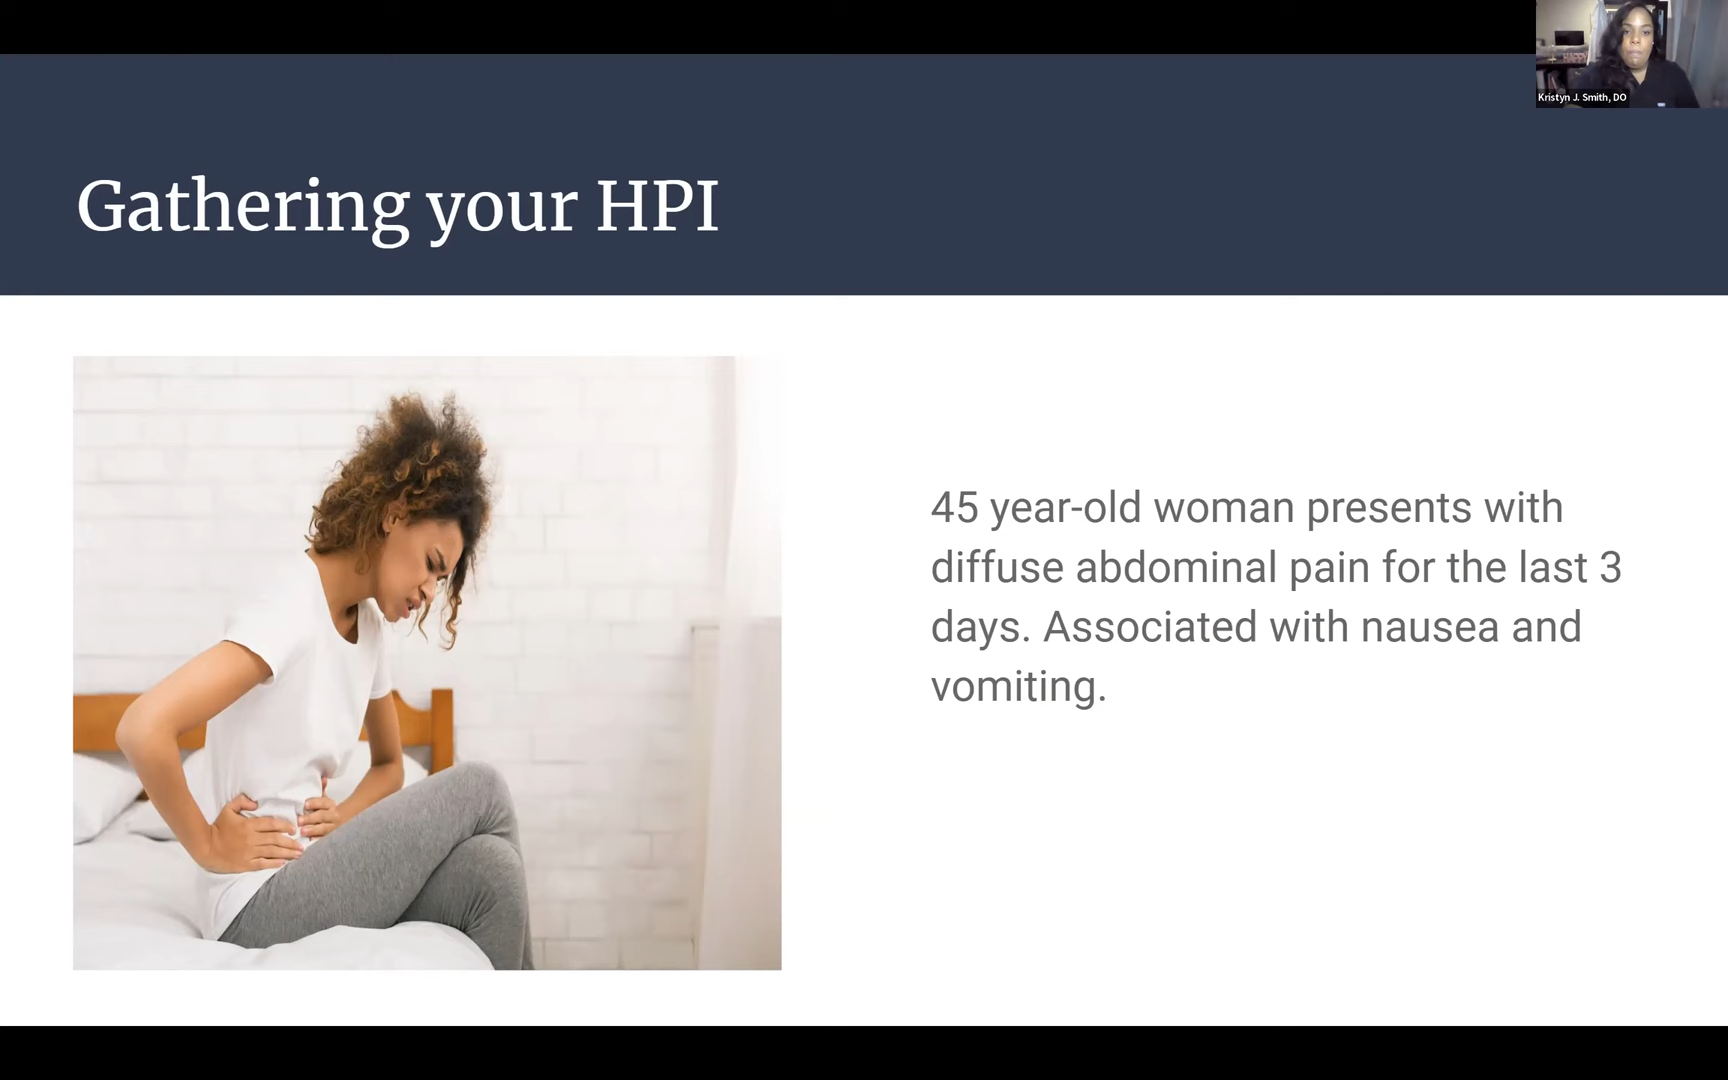 Kristyn J. Smith, DO
Gathering your HPI
45 year-old woman presents with
diffuse abdominal pain for the last 3
days. Associated with nausea and
vomiting.